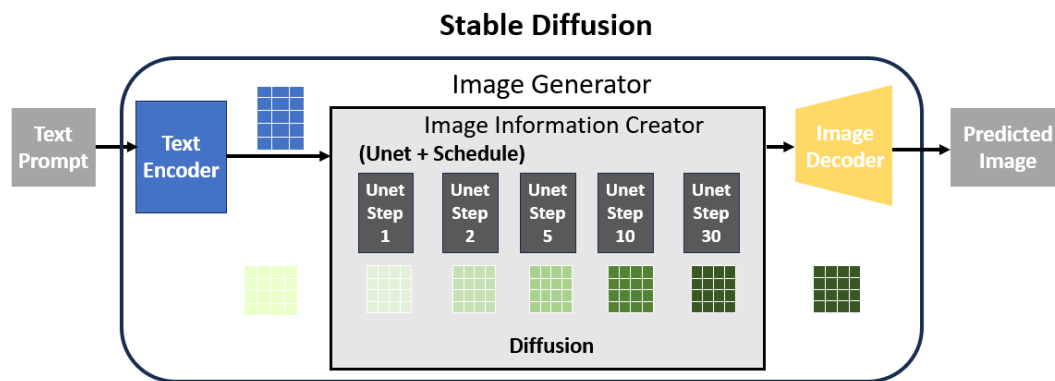 Stable Diffusion
Image Generator
Text
Prompt
Text
Encoder
Image Information Creator
(Unet + Schedule)
Unet
Step
1
Unet
Step
2
Unet
Step
5
Unet
Step
10
Unet
Step
30
Diffusion
Image
Decoder
Predicted
Image